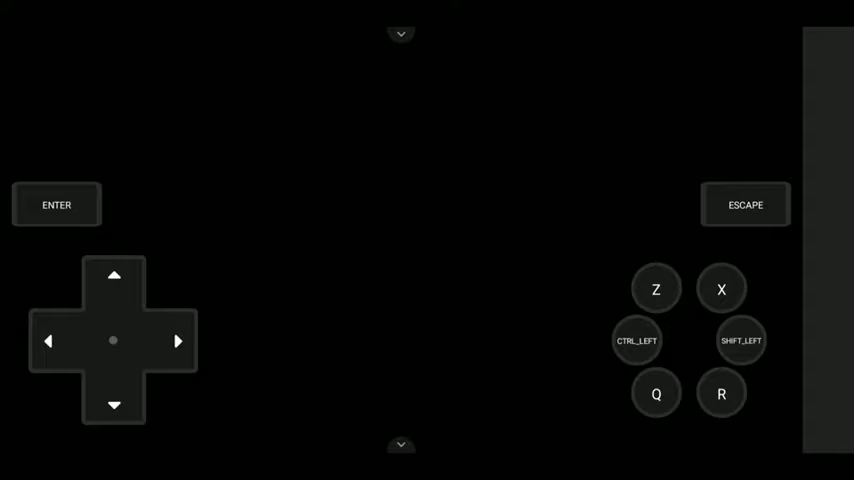 ENTER
ESCAPE
Z
X
CTRL_LEFT
SHIFT_LEFT
Q
R